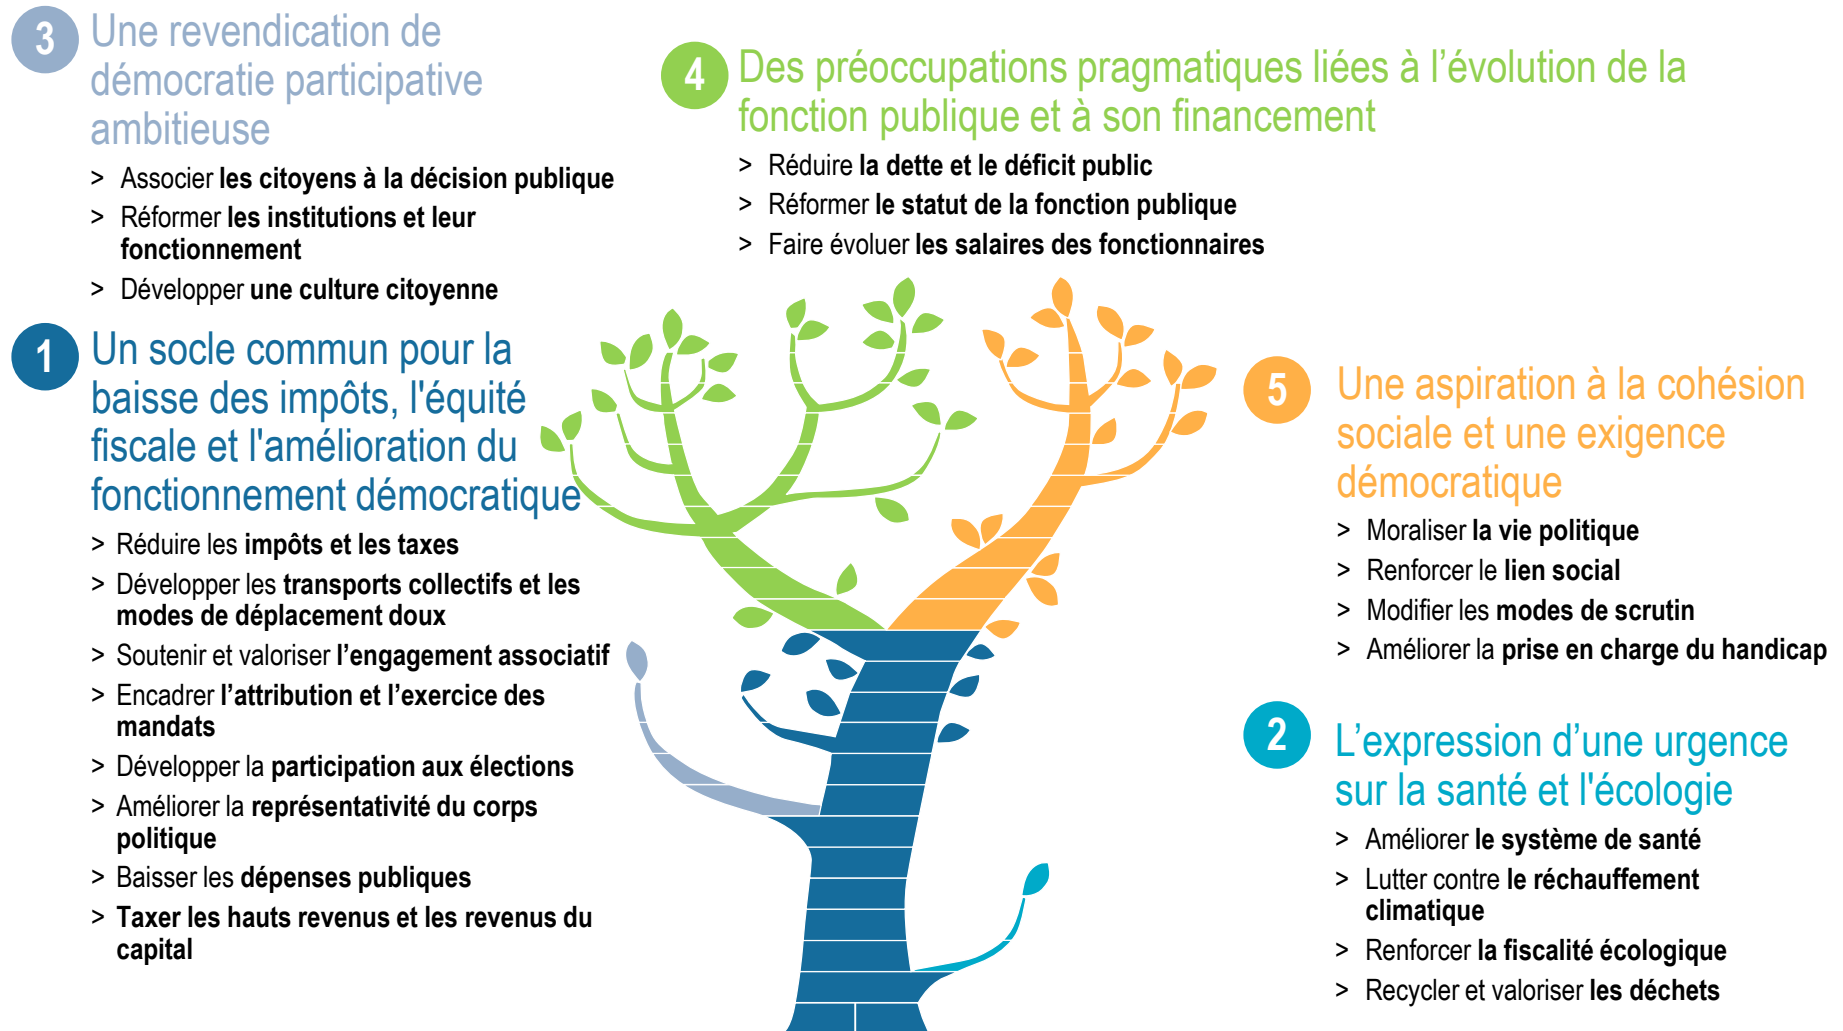 3
Une revendication de
démocratie participative
ambitieuse
> Associer les citoyens à la décision publique
> Réformer les institutions et leur
fonctionnement
> Développer une culture citoyenne
4
Des préoccupations pragmatiques liées à l’évolution de la
fonction publique et à son financement
> Réduire la dette et le déficit public
> Réformer le statut de la fonction publique
> Faire évoluer les salaires des fonctionnaires
1
Un socle commun pour la
baisse des impôts, l'équité
fiscale et l'amélioration du
fonctionnement démocratique
> Réduire les impôts et les taxes
> Développer les transports collectifs et les
modes de déplacement doux
> Soutenir et valoriser l’engagement associatif
> Encadrer l’attribution et l’exercice des
mandats
> Développer la participation aux élections
> Améliorer la représentativité du corps
politique
> Baisser les dépenses publiques
> Taxer les hauts revenus et les revenus du
capital
5
Une aspiration à la cohésion
sociale et une exigence
démocratique
> Moraliser la vie politique
> Renforcer le lien social
> Modifier les modes de scrutin
> Améliorer la prise en charge du handicap
2
L’expression d’une urgence
sur la santé et l'écologie
> Améliorer le système de santé
> Lutter contre le réchauffement
climatique
> Renforcer la fiscalité écologique
> Recycler et valoriser les déchets